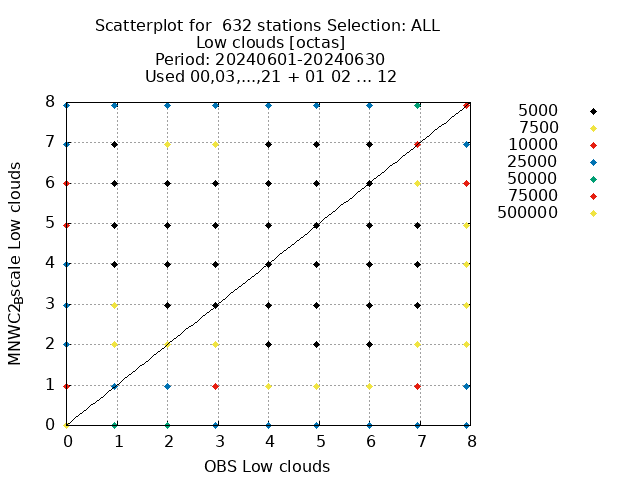 Scatterplot for  632 stations Selection: ALL
Low clouds [octas]
Period: 20240601-20240630
Used 00,03,...,21 + 01 02 ... 12
5000
7500
10000
25000
50000
75000
500000
8
7
6
5
4
3
2
1
0
MNWC2Bscale Low clouds
0 1 2 3 4 5 6 7 8
OBS Low clouds